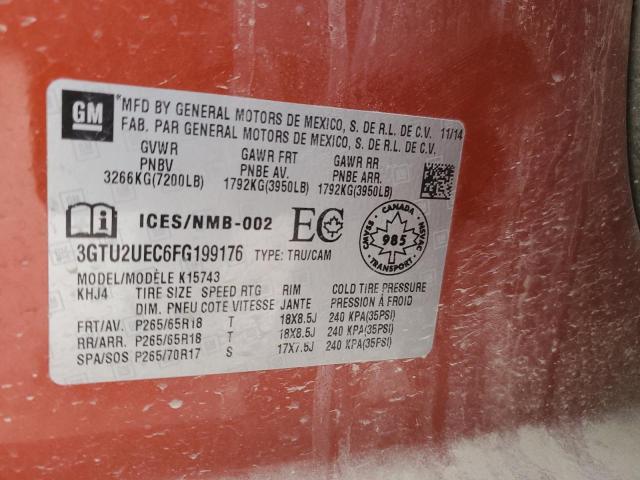 GM
*MFD BY GENERAL MOTORS DE MEXICO, S. DE R.L. DE C.V. 11/14
FAB. PAR GENERAL MOTORS DE MEXICO, S. DE R.L. DE C.V.
GVWR GAWR FRT GAWR RR
PNBV PNBE AV. PNBE ARR.
3266KG(7200LB) 1792KG(3950LB) 1792KG(3950LB)
ICES/NMB-002 EC
CMVSS NSVAC
985
TRANSPORT
CANADA
3GTU2UEC6FG199176 TYPE: TRU/CAM
MODEL/MODÈLE K15743
KHJ4 TIRE SIZE SPEED RTG RIM COLD TIRE PRESSURE
DIM. PNEU COTE VITESSE JANTE PRESSION À FROID
FRT/AV. P265/65R18 T 18X8.5J 240 KPA(35PSI)
RR/ARR. P265/65R18 T 18X8.5J 240 KPA(35PSI)
SPA/SOS P265/70R17 S 17X7.5J 240 KPA(35PSI)